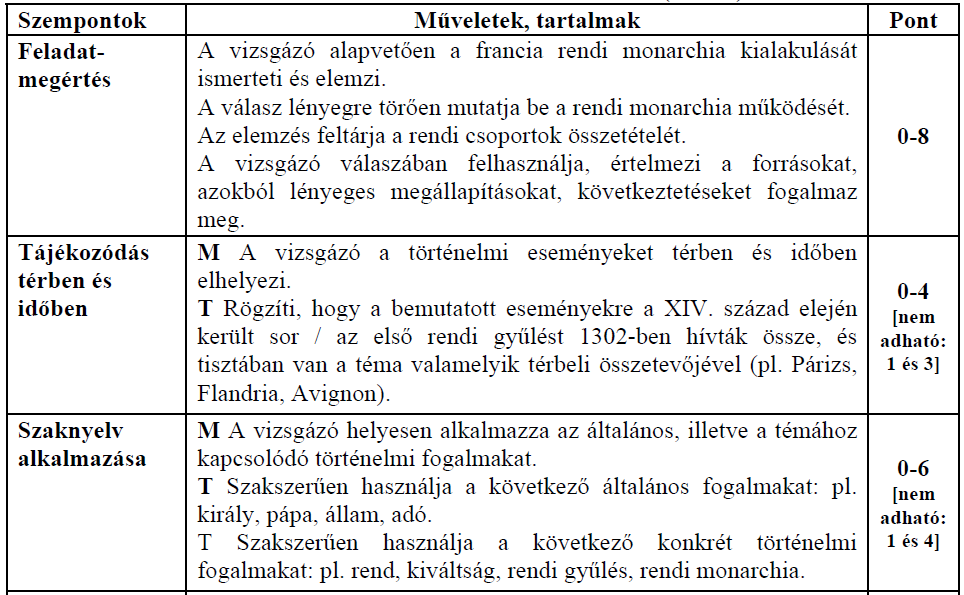 Szempontok Műveletek, tartalmak Pont
Feladat-
megértés
A vizsgázó alapvetően a francia rendi monarchia kialakulását
ismerteti és elemzi.
A válasz lényegre törően mutatja be a rendi monarchia működését.
Az elemzés feltárja a rendi csoportok összetételét.
A vizsgázó válaszában felhasználja, értelmezi a forrásokat,
azokból lényeges megállapításokat, következtetéseket fogalmaz
meg.
0-8
Tájékozódás
térben és
időben
M A vizsgázó a történelmi eseményeket térben és időben
elhelyezi.
T Rögzíti, hogy a bemutatott eseményekre a XIV. század elején
került sor / az első rendi gyűlést 1302-ben hívták össze, és
tisztában van a téma valamelyik térbeli összetevőjével (pl. Párizs,
Flandria, Avignon).
0-4
[nem
adható:
1 és 3]
Szaknyelv
alkalmazása
M A vizsgázó helyesen alkalmazza az általános, illetve a témához
kapcsolódó történelmi fogalmakat.
T Szakszerűen használja a következő általános fogalmakat: pl.
király, pápa, állam, adó.
T Szakszerűen használja a következő konkrét történelmi
fogalmakat: pl. rend, kiváltság, rendi gyűlés, rendi monarchia.
0-6
[nem
adható:
1 és 4]